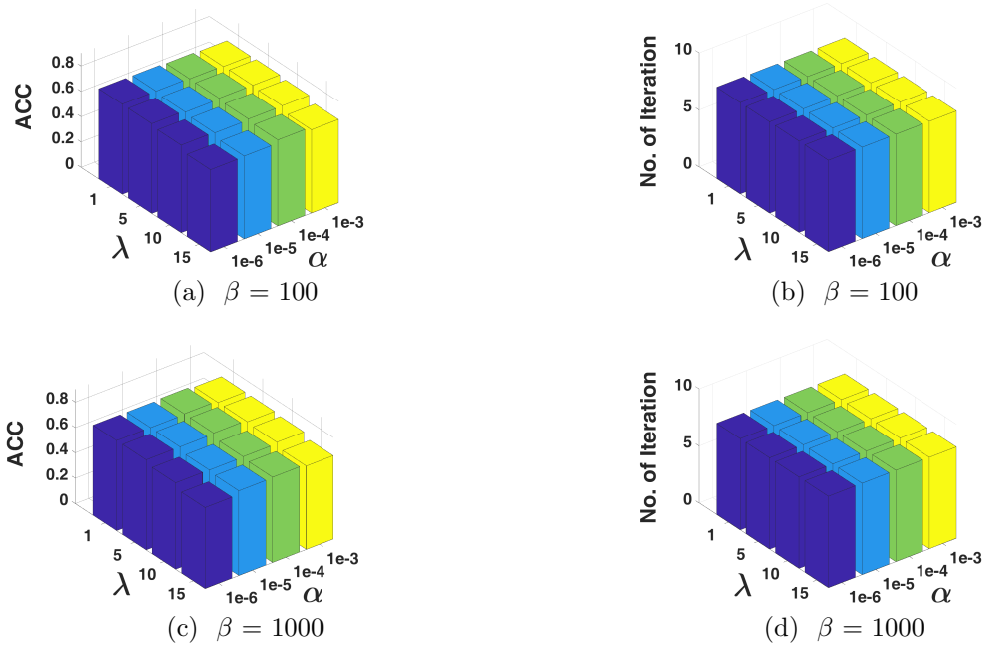 ACC
0.8
0.6
0.4
0.2
0
1
5
10
15
λ
1e-6
1e-5
1e-4
1e-3
α
(a) β = 100
No. of Iteration
10
5
0
1
5
10
15
λ
1e-6
1e-5
1e-4
1e-3
α
(b) β = 100
ACC
0.8
0.6
0.4
0.2
0
1
5
10
15
λ
1e-6
1e-5
1e-4
1e-3
α
(c) β = 1000
No. of Iteration
10
5
0
1
5
10
15
λ
1e-6
1e-5
1e-4
1e-3
α
(d) β = 1000